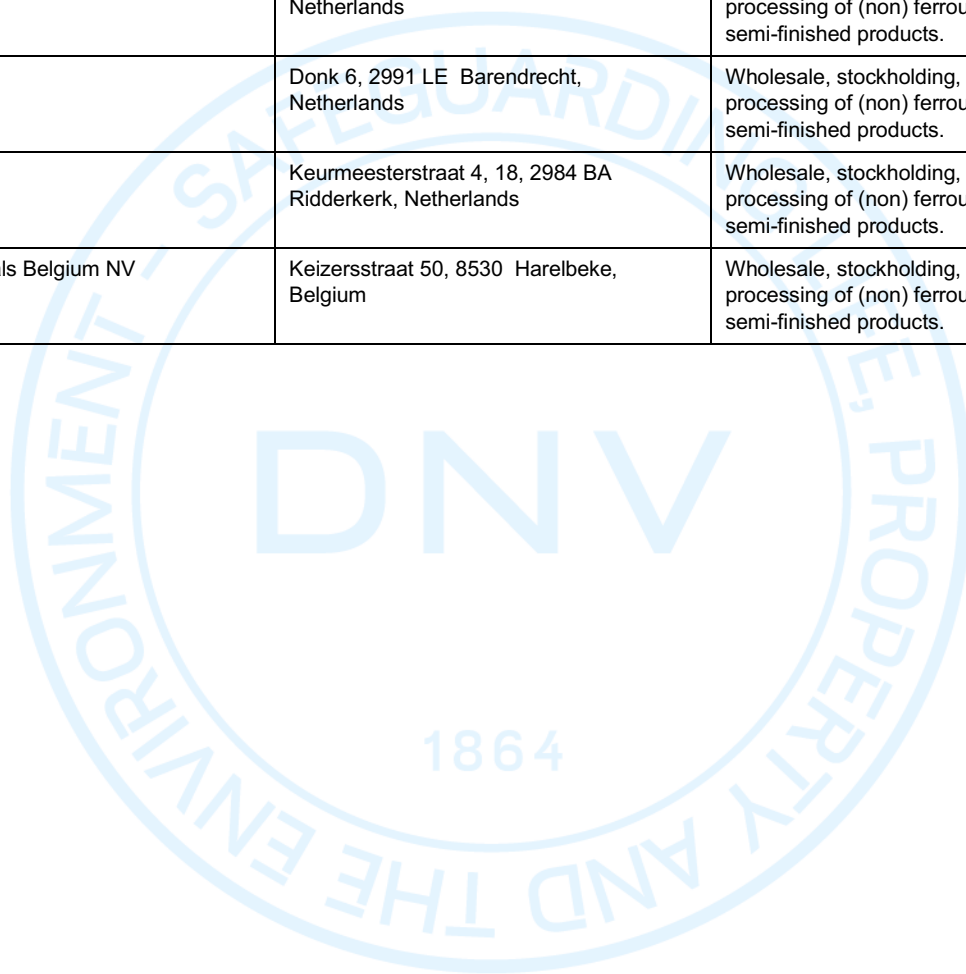 Netherlands
processing of (non) ferrou
semi-finished products.
Donk 6, 2991 LE Barendrecht,
Netherlands
Wholesale, stockholding,
processing of (non) ferrou
semi-finished products.
Keurmeesterstraat 4, 18, 2984 BA
Ridderkerk, Netherlands
Wholesale, stockholding,
processing of (non) ferrou
semi-finished products.
ls Belgium NV
Keizersstraat 50, 8530 Harelbeke,
Belgium
Wholesale, stockholding,
processing of (non) ferrou
semi-finished products.
SAFEGUARDING LIFE, PROPERTY AND THE ENVIRONMENT –
DNV
1864